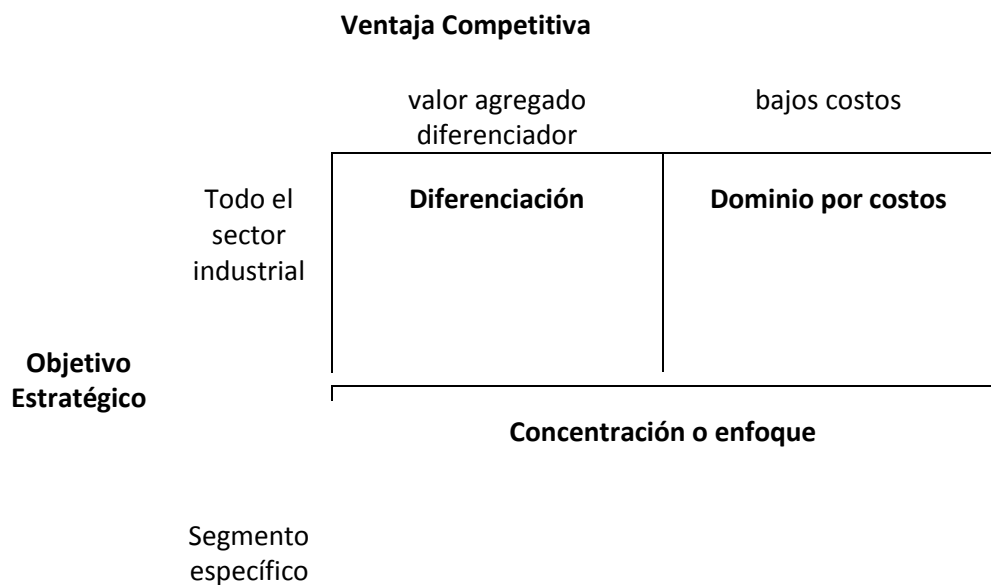 Ventaja Competitiva
valor agregado
diferenciador
bajos costos
Todo el
sector
industrial
Diferenciación
Dominio por costos
Objetivo
Estratégico
Concentración o enfoque
Segmento
específico